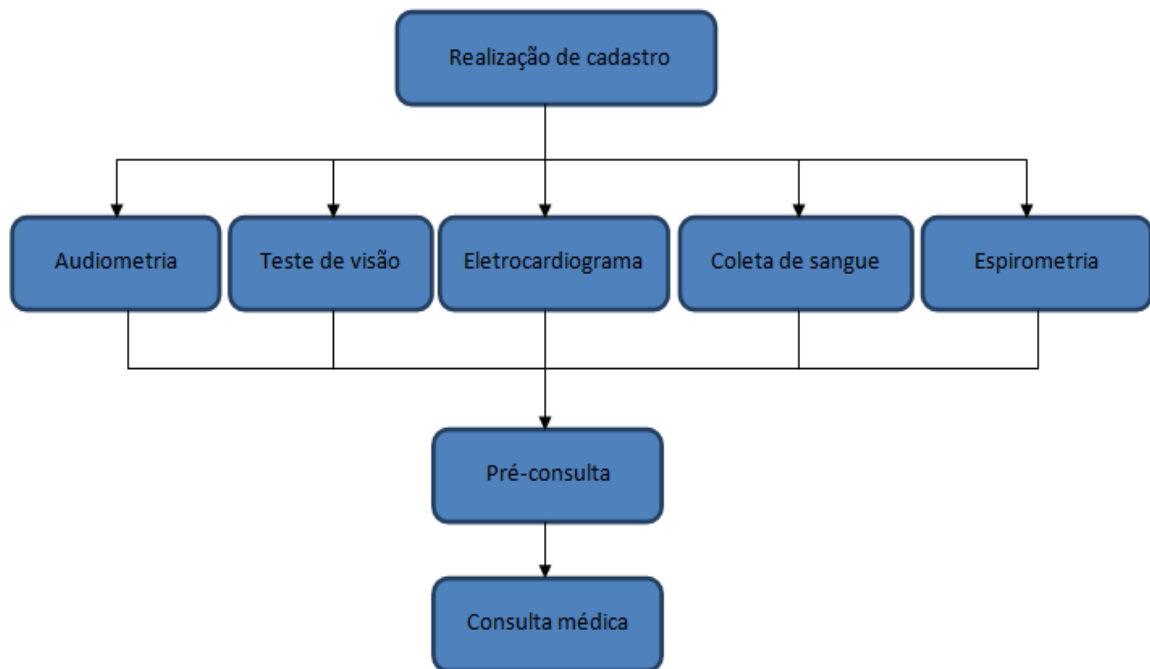 Realização de cadastro
Audiometria
Teste de visão
Eletrocardiograma
Coleta de sangue
Espirometria
Pré-consulta
Consulta médica